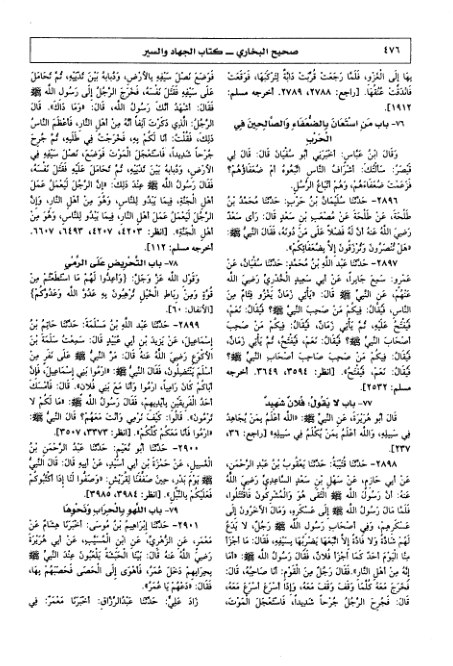 ٤٧٦
صحيح البخاري ــ كتاب الجهاد والسير
بِهَا إِلَى الْغَزْوِ، فَلَمَّا رَجَعَتْ قُرِّبَتْ دَابَّةٌ لِتَرْكَبَهَا، فَوَقَعَتْ
فَانْدَقَّتْ عُنُقُهَا. [راجع: ٢٧٨٨، ٢٧٨٩. أخرجه مسلم:
١٩١٢].
٧٦- باب مَنِ اسْتَعَانَ بِالضُّعَفَاءِ وَالصَّالِحِينَ فِي
الْحَرْبِ
وَقَالَ ابْنُ عَبَّاسٍ: أَخْبَرَنِي أَبُو سُفْيَانَ قَالَ: قَالَ لِي
قَيْصَرُ: سَأَلْتُكَ: أَشْرَافُ النَّاسِ اتَّبَعُوهُ أَمْ ضُعَفَاؤُهُمْ؟
فَزَعَمْتَ ضُعَفَاءَهُمْ، وَهُمْ أَتْبَاعُ الرُّسُلِ.
٢٨٩٦- حَدَّثَنَا سُلَيْمَانُ بْنُ حَرْبٍ: حَدَّثَنَا مُحَمَّدُ بْنُ
طَلْحَةَ، عَنْ طَلْحَةَ عَنْ مُصْعَبِ بْنِ سَعْدٍ قَالَ: رَأَى سَعْدٌ
رَضِيَ اللَّهُ عَنْهُ أَنَّ لَهُ فَضْلًا عَلَى مَنْ دُونَهُ، فَقَالَ النَّبِيُّ ﷺ:
«هَلْ تُنْصَرُونَ وَتُرْزَقُونَ إِلَّا بِضُعَفَائِكُمْ».
٢٨٩٧- حَدَّثَنَا عَبْدُ اللَّهِ بْنُ مُحَمَّدٍ: حَدَّثَنَا سُفْيَانُ، عَنْ
عَمْرٍو: سَمِعَ جَابِرًا، عَنْ أَبِي سَعِيدٍ الْخُدْرِيِّ رَضِيَ اللَّهُ
عَنْهُمْ، عَنِ النَّبِيِّ ﷺ قَالَ: «يَأْتِي زَمَانٌ يَغْزُو فِئَامٌ مِنَ
النَّاسِ، فَيُقَالُ: فِيكُمْ مَنْ صَحِبَ النَّبِيَّ ﷺ؟ فَيُقَالُ: نَعَمْ،
فَيُفْتَحُ عَلَيْهِ، ثُمَّ يَأْتِي زَمَانٌ، فَيُقَالُ: فِيكُمْ مَنْ صَحِبَ
أَصْحَابَ النَّبِيِّ ﷺ؟ فَيُقَالُ: نَعَمْ، فَيُفْتَحُ، ثُمَّ يَأْتِي زَمَانٌ
فَيُقَالُ: فِيكُمْ مَنْ صَحِبَ صَاحِبَ أَصْحَابِ النَّبِيِّ ﷺ؟
فَيُقَالُ: نَعَمْ، فَيُفْتَحُ». [انظر: ٣٥٩٤، ٣٦٤٩. أخرجه
مسلم: ٢٥٣٢].
٧٧- باب لَا يَقُولُ: فُلَانٌ شَهِيدٌ
قَالَ أَبُو هُرَيْرَةَ، عَنِ النَّبِيِّ ﷺ: «اللَّهُ أَعْلَمُ بِمَنْ يُجَاهِدُ
فِي سَبِيلِهِ، وَاللَّهُ أَعْلَمُ بِمَنْ يُكْلَمُ فِي سَبِيلِهِ» [راجع: ٣٦،
٢٣٧].
٢٨٩٨- حَدَّثَنَا قُتَيْبَةُ: حَدَّثَنَا يَعْقُوبُ بْنُ عَبْدِ الرَّحْمَنِ،
عَنْ أَبِي حَازِمٍ، عَنْ سَهْلِ بْنِ سَعْدٍ السَّاعِدِيِّ رَضِيَ اللَّهُ
عَنْهُ: أَنَّ رَسُولَ اللَّهِ ﷺ الْتَقَى هُوَ وَالْمُشْرِكُونَ فَاقْتَتَلُوا،
فَلَمَّا مَالَ رَسُولُ اللَّهِ ﷺ إِلَى عَسْكَرِهِ، وَمَالَ الْآخَرُونَ إِلَى
عَسْكَرِهِمْ، وَفِي أَصْحَابِ رَسُولِ اللَّهِ ﷺ رَجُلٌ، لَا يَدَعُ
لَهُمْ شَاذَّةً وَلَا فَاذَّةً إِلَّا اتَّبَعَهَا يَضْرِبُهَا بِسَيْفِهِ، فَقَالَ: مَا أَجْزَأَ
مِنَّا الْيَوْمَ أَحَدٌ كَمَا أَجْزَأَ فُلَانٌ، فَقَالَ رَسُولُ اللَّهِ ﷺ: «أَمَا
إِنَّهُ مِنْ أَهْلِ النَّارِ». فَقَالَ رَجُلٌ مِنَ الْقَوْمِ: أَنَا صَاحِبُهُ، قَالَ:
فَخَرَجَ مَعَهُ كُلَّمَا وَقَفَ وَقَفَ مَعَهُ، وَإِذَا أَسْرَعَ أَسْرَعَ مَعَهُ،
قَالَ: فَجُرِحَ الرَّجُلُ جُرْحًا شَدِيدًا، فَاسْتَعْجَلَ الْمَوْتَ،
فَوَضَعَ نَصْلَ سَيْفِهِ بِالْأَرْضِ، وَذُبَابَهُ بَيْنَ ثَدْيَيْهِ، ثُمَّ تَحَامَلَ
عَلَى سَيْفِهِ فَقَتَلَ نَفْسَهُ، فَخَرَجَ الرَّجُلُ إِلَى رَسُولِ اللَّهِ ﷺ
فَقَالَ: أَشْهَدُ أَنَّكَ رَسُولُ اللَّهِ، قَالَ: «وَمَا ذَاكَ». قَالَ:
الرَّجُلُ الَّذِي ذَكَرْتَ آنِفًا أَنَّهُ مِنْ أَهْلِ النَّارِ، فَأَعْظَمَ النَّاسُ
ذَلِكَ، فَقُلْتُ: أَنَا لَكُمْ بِهِ، فَخَرَجْتُ فِي طَلَبِهِ، ثُمَّ جُرِحَ
جُرْحًا شَدِيدًا، فَاسْتَعْجَلَ الْمَوْتَ فَوَضَعَ نَصْلَ سَيْفِهِ فِي
الْأَرْضِ، وَذُبَابَهُ بَيْنَ ثَدْيَيْهِ ثُمَّ تَحَامَلَ عَلَيْهِ فَقَتَلَ نَفْسَهُ،
فَقَالَ رَسُولُ اللَّهِ ﷺ عِنْدَ ذَلِكَ: «إِنَّ الرَّجُلَ لَيَعْمَلُ عَمَلَ
أَهْلِ الْجَنَّةِ، فِيمَا يَبْدُو لِلنَّاسِ، وَهُوَ مِنْ أَهْلِ النَّارِ، وَإِنَّ
الرَّجُلَ لَيَعْمَلُ عَمَلَ أَهْلِ النَّارِ، فِيمَا يَبْدُو لِلنَّاسِ، وَهُوَ مِنْ
أَهْلِ الْجَنَّةِ». [انظر: ٤٢٠٣، ٤٢٠٧، ٦٤٩٣، ٦٦٠٧.
أخرجه مسلم: ١١٢].
٧٨- باب التَّحْرِيضِ عَلَى الرَّمْيِ
وَقَوْلِ اللَّهِ عَزَّ وَجَلَّ: ﴿وَأَعِدُّوا لَهُمْ مَا اسْتَطَعْتُمْ مِنْ
قُوَّةٍ وَمِنْ رِبَاطِ الْخَيْلِ تُرْهِبُونَ بِهِ عَدُوَّ اللَّهِ وَعَدُوَّكُمْ﴾
[الأنفال: ٦٠].
٢٨٩٩- حَدَّثَنَا عَبْدُ اللَّهِ بْنُ مَسْلَمَةَ: حَدَّثَنَا حَاتِمُ بْنُ
إِسْمَاعِيلَ، عَنْ يَزِيدَ بْنِ أَبِي عُبَيْدٍ قَالَ: سَمِعْتُ سَلَمَةَ بْنَ
الْأَكْوَعِ رَضِيَ اللَّهُ عَنْهُ قَالَ: مَرَّ النَّبِيُّ ﷺ عَلَى نَفَرٍ مِنْ
أَسْلَمَ يَنْتَضِلُونَ، فَقَالَ النَّبِيُّ ﷺ: «ارْمُوا بَنِي إِسْمَاعِيلَ، فَإِنَّ
أَبَاكُمْ كَانَ رَامِيًا، ارْمُوا وَأَنَا مَعَ بَنِي فُلَانٍ». قَالَ: فَأَمْسَكَ
أَحَدُ الْفَرِيقَيْنِ بِأَيْدِيهِمْ، فَقَالَ رَسُولُ اللَّهِ ﷺ: «مَا لَكُمْ لَا
تَرْمُونَ». قَالُوا: كَيْفَ نَرْمِي وَأَنْتَ مَعَهُمْ؟ قَالَ النَّبِيُّ ﷺ:
«ارْمُوا فَأَنَا مَعَكُمْ كُلِّكُمْ». [انظر: ٣٣٧٣، ٣٥٠٧].
٢٩٠٠- حَدَّثَنَا أَبُو نُعَيْمٍ: حَدَّثَنَا عَبْدُ الرَّحْمَنِ بْنُ
الْغَسِيلِ، عَنْ حَمْزَةَ بْنِ أَبِي أُسَيْدٍ، عَنْ أَبِيهِ قَالَ: قَالَ النَّبِيُّ
ﷺ يَوْمَ بَدْرٍ، حِينَ صَفَفْنَا لِقُرَيْشٍ: «وَصَفُّوا لَنَا إِذَا أَكْثَبُوكُمْ
فَعَلَيْكُمْ بِالنَّبْلِ». [انظر: ٣٩٨٤، ٣٩٨٥].
٧٩- باب اللَّهْوِ بِالْحِرَابِ وَنَحْوِهَا
٢٩٠١- حَدَّثَنَا إِبْرَاهِيمُ بْنُ مُوسَى: أَخْبَرَنَا هِشَامٌ عَنْ
مَعْمَرٍ، عَنِ الزُّهْرِيِّ، عَنِ ابْنِ الْمُسَيِّبِ، عَنْ أَبِي هُرَيْرَةَ
رَضِيَ اللَّهُ عَنْهُ قَالَ: بَيْنَا الْحَبَشَةُ يَلْعَبُونَ عِنْدَ النَّبِيِّ ﷺ
بِحِرَابِهِمْ دَخَلَ عُمَرُ، فَأَهْوَى إِلَى الْحَصَى فَحَصَبَهُمْ بِهَا،
فَقَالَ: «دَعْهُمْ يَا عُمَرُ».
زَادَ عَلِيٌّ: حَدَّثَنَا عَبْدُ الرَّزَّاقِ: أَخْبَرَنَا مَعْمَرٌ: فِي